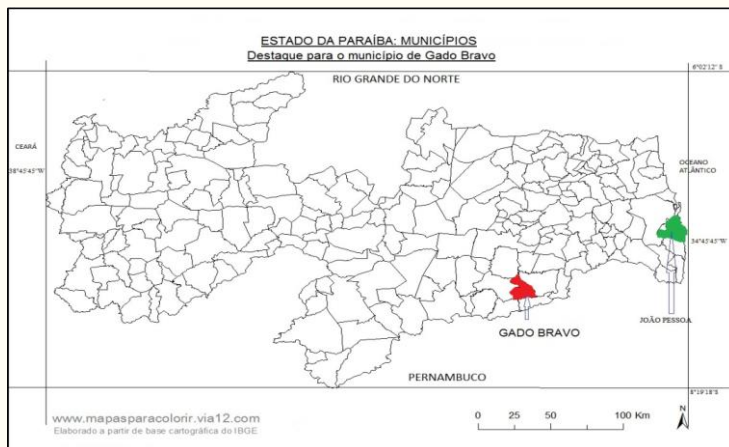 ESTADO DA PARAÍBA: MUNICÍPIOS
Destaque para o município de Gado Bravo
6°02'12" S
RIO GRANDE DO NORTE
CEARÁ
38°45'45"W
OCEANO
ATLÂNTICO
34°45'45"W
JOÃO PESSOA
GADO BRAVO
PERNAMBUCO
8°19'18"S
www.mapasparacolorir.via12.com
Elaborado a partir de base cartográfica do IBGE
0 25 50 100 Km
N